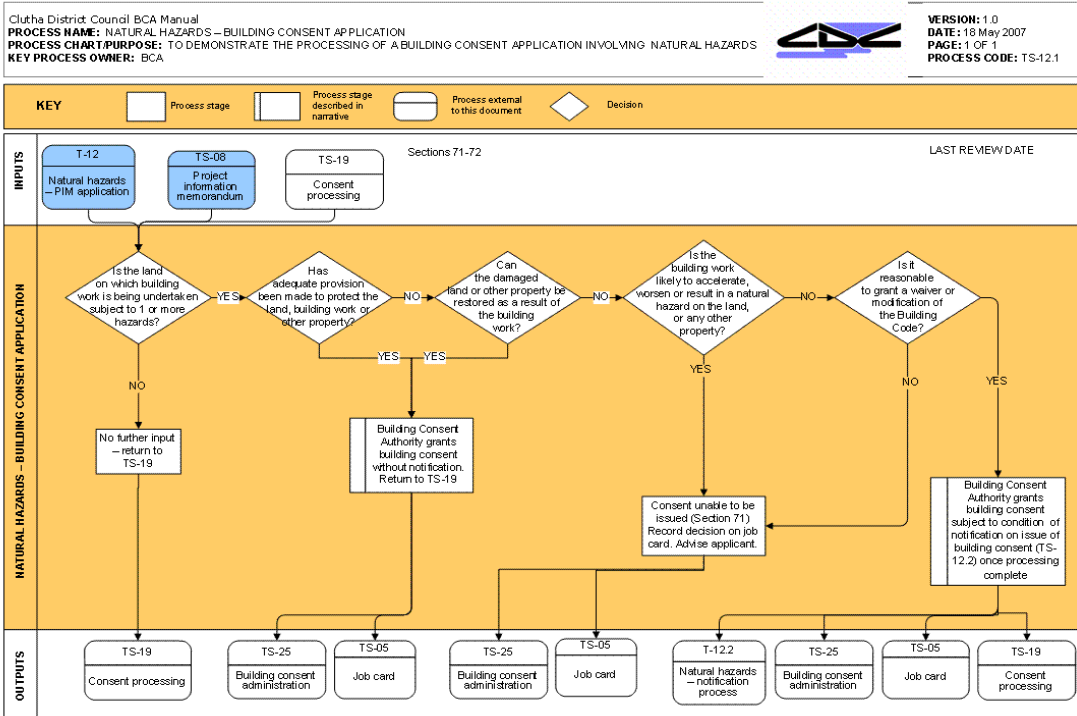 Clutha District Council BCA Manual
PROCESS NAME: NATURAL HAZARDS – BUILDING CONSENT APPLICATION
PROCESS CHART/PURPOSE: TO DEMONSTRATE THE PROCESSING OF A BUILDING CONSENT APPLICATION INVOLVING NATURAL HAZARDS
KEY PROCESS OWNER: BCA
CDC
VERSION: 1.0
DATE: 18 May 2007
PAGE: 1 OF 1
PROCESS CODE: TS-12.1
KEY
Process stage
Process stage
described in
narrative
Process external
to this document
Decision
INPUTS
T-12
Natural hazards
– PIM application
TS-08
Project
information
memorandum
TS-19
Consent
processing
Sections 71-72
LAST REVIEW DATE
NATURAL HAZARDS – BUILDING CONSENT APPLICATION
Is the land
on which building
work is being undertaken
subject to 1 or more
hazards?
YES
Has
adequate provision
been made to protect the
land, building work or
other property?
NO
Can
the damaged
land or other property be
restored as a result of
the building
work?
NO
Is the
building work
likely to accelerate,
worsen or result in a natural
hazard on the land,
or any other
property?
NO
Is it
reasonable
to grant a waiver or
modification of
the Building
Code?
NO
YES
YES
YES
NO
YES
No further input
– return to
TS-19
Building Consent
Authority grants
building consent
without notification.
Return to TS-19
Consent unable to be
issued (Section 71)
Record decision on job
card. Advise applicant.
Building Consent
Authority grants
building consent
subject to condition of
notification on issue of
building consent (TS-
12.2) once processing
complete
OUTPUTS
TS-19
Consent processing
TS-25
Building consent
administration
TS-05
Job card
TS-25
Building consent
administration
TS-05
Job card
T-12.2
Natural hazards
– notification
process
TS-25
Building consent
administration
TS-05
Job card
TS-19
Consent
processing